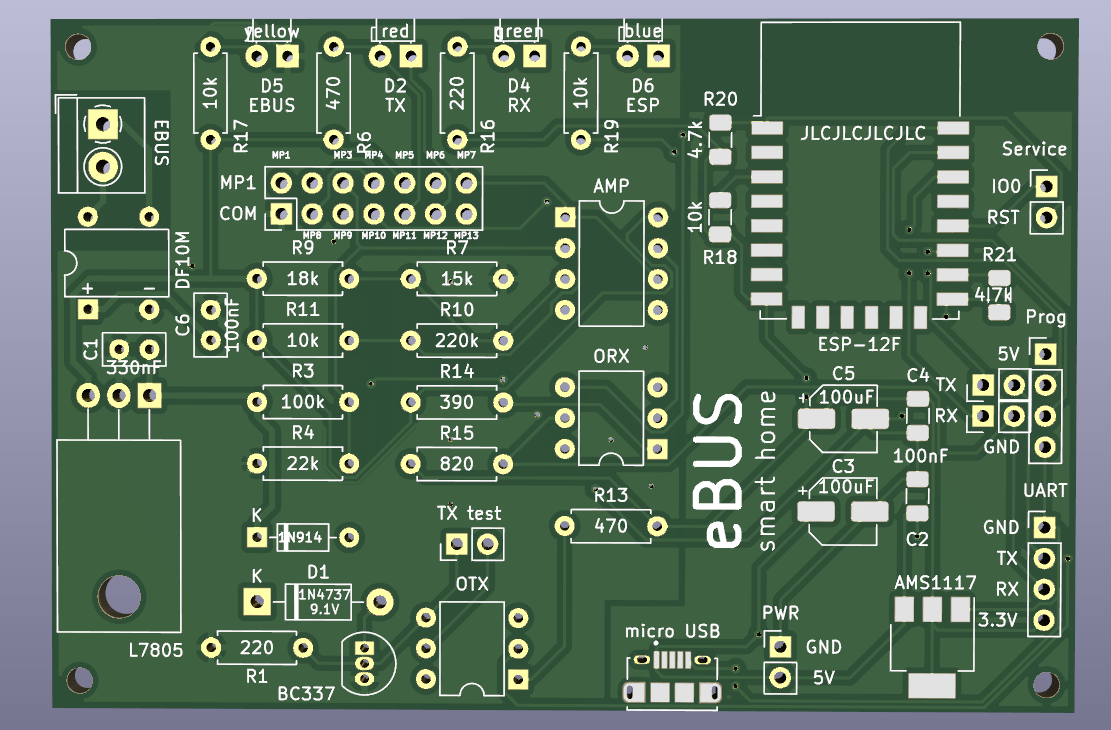 yellow
red
green
blue
10k
470
220
10k
D5
EBUS
D2
TX
D4
RX
D6
ESP
R17
R6
R16
R19
EBUS
R20
4.7k
10k
R18
JLCJLCJLCJLC
Service
IO0
RST
MP1
MP3
MP4
MP5
MP6
MP7
MP1
COM
MP8
MP9
MP10
MP11
MP12
MP13
AMP
DF10M
+
−
R9
18k
R7
15k
R21
4.7k
C6
100nF
R11
10k
R10
220k
ESP-12F
Prog
5V
TX
RX
GND
C1
330nF
R3
100k
R14
390
ORX
C5
+
100uF
C4
100nF
R4
22k
R15
820
eBUS
smart home
C3
+
100uF
C2
UART
GND
TX
RX
3.3V
R13
470
K
1N914
TX test
K
D1
1N4737
9.1V
OTX
AMS1117
PWR
GND
5V
micro USB
L7805
220
R1
BC337